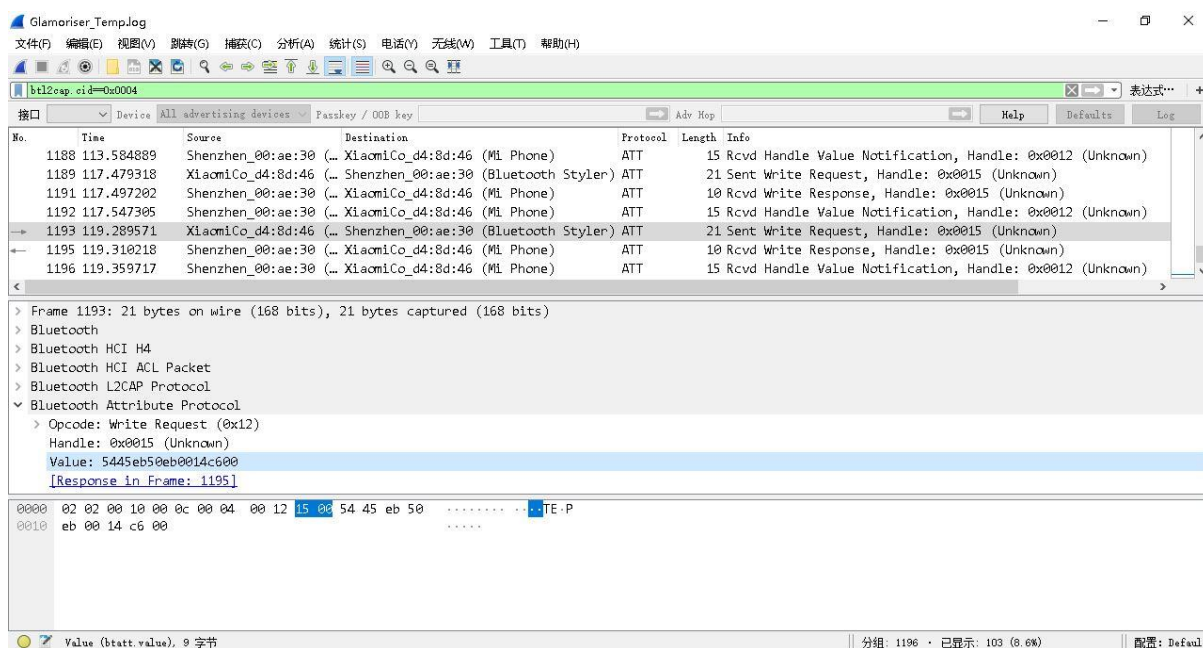 Glamoriser_Temp.log
文件(F) 编辑(E) 视图(V) 跳转(G) 捕获(C) 分析(A) 统计(S) 电话(Y) 无线(W) 工具(T) 帮助(H)
btl2cap.cid==0x0004 表达式… +
接口 Device All advertising devices Passkey / OOB key Adv Hop Help Defaults Log
No. Time Source Destination Protocol Length Info
1188 113.584889 Shenzhen_00:ae:30 (… XiaomiCo_d4:8d:46 (Mi Phone) ATT 15 Rcvd Handle Value Notification, Handle: 0x0012 (Unknown)
1189 117.479318 XiaomiCo_d4:8d:46 (… Shenzhen_00:ae:30 (Bluetooth Styler) ATT 21 Sent Write Request, Handle: 0x0015 (Unknown)
1191 117.497202 Shenzhen_00:ae:30 (… XiaomiCo_d4:8d:46 (Mi Phone) ATT 10 Rcvd Write Response, Handle: 0x0015 (Unknown)
1192 117.547305 Shenzhen_00:ae:30 (… XiaomiCo_d4:8d:46 (Mi Phone) ATT 15 Rcvd Handle Value Notification, Handle: 0x0012 (Unknown)
1193 119.289571 XiaomiCo_d4:8d:46 (… Shenzhen_00:ae:30 (Bluetooth Styler) ATT 21 Sent Write Request, Handle: 0x0015 (Unknown)
1195 119.310218 Shenzhen_00:ae:30 (… XiaomiCo_d4:8d:46 (Mi Phone) ATT 10 Rcvd Write Response, Handle: 0x0015 (Unknown)
1196 119.359717 Shenzhen_00:ae:30 (… XiaomiCo_d4:8d:46 (Mi Phone) ATT 15 Rcvd Handle Value Notification, Handle: 0x0012 (Unknown)
Frame 1193: 21 bytes on wire (168 bits), 21 bytes captured (168 bits)
Bluetooth
Bluetooth HCI H4
Bluetooth HCI ACL Packet
Bluetooth L2CAP Protocol
Bluetooth Attribute Protocol
Opcode: Write Request (0x12)
Handle: 0x0015 (Unknown)
Value: 5445eb50eb0014c600
[Response in Frame: 1195]
0000 02 02 00 10 00 0c 00 04 00 12 15 00 54 45 eb 50 ········ ····TE·P
0010 eb 00 14 c6 00 ·····
Value (btatt.value), 9 字节 分组: 1196 · 已显示: 103 (8.6%) 配置: Defaul